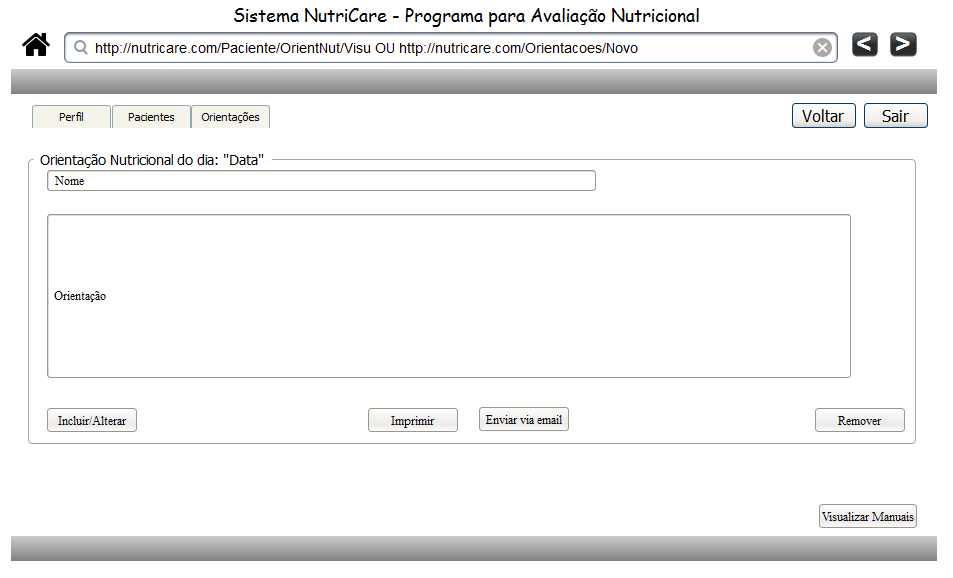 Sistema NutriCare - Programa para Avaliação Nutricional
http://nutricare.com/Paciente/OrientNut/Visu OU http://nutricare.com/Orientacoes/Novo
< >
Perfil Pacientes Orientações Voltar Sair
Orientação Nutricional do dia: "Data"
Nome
Orientação
Incluir/Alterar Imprimir Enviar via email Remover
Visualizar Manuais